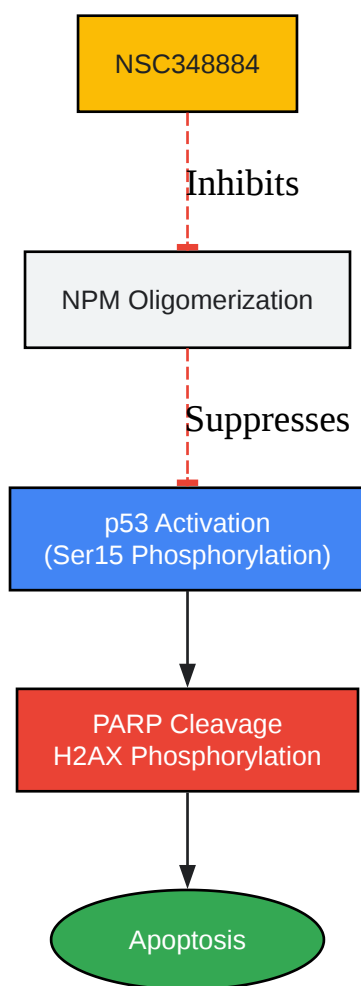 NSC348884
Inhibits
NPM Oligomerization
Suppresses
p53 Activation
(Ser15 Phosphorylation)
PARP Cleavage
H2AX Phosphorylation
Apoptosis